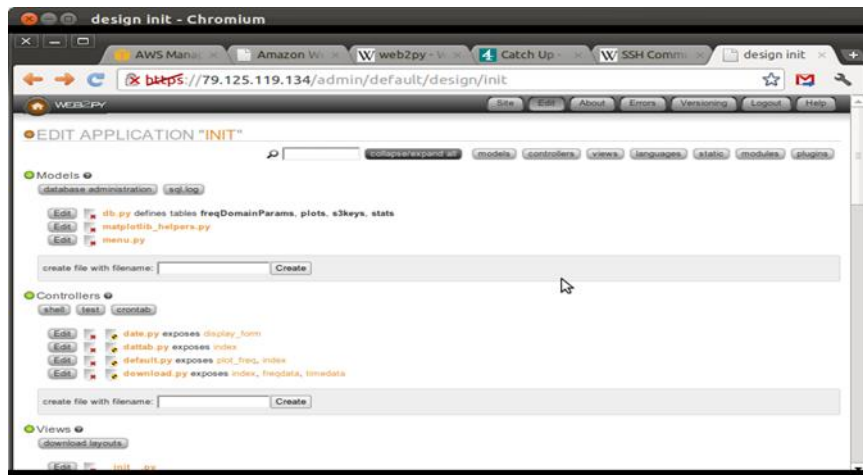 design init - Chromium
AWS Manag Amazon W web2py - W Catch Up - SSH Comm design init
https://79.125.119.134/admin/default/design/init
WEB2PY Site Edit About Errors Versioning Logout Help
EDIT APPLICATION "INIT"
collapse/expand all models controllers views languages static modules plugins
Models
database administration sql.log
Edit db.py defines tables freqDomainParams, plots, s3keys, stats
Edit matplotlib_helpers.py
Edit menu.py
create file with filename: Create
Controllers
shell test crontab
Edit date.py exposes display_form
Edit dattab.py exposes index
Edit default.py exposes plot_freq, index
Edit download.py exposes index, freqdata, timedata
create file with filename: Create
Views
download layouts
Edit __init__.py